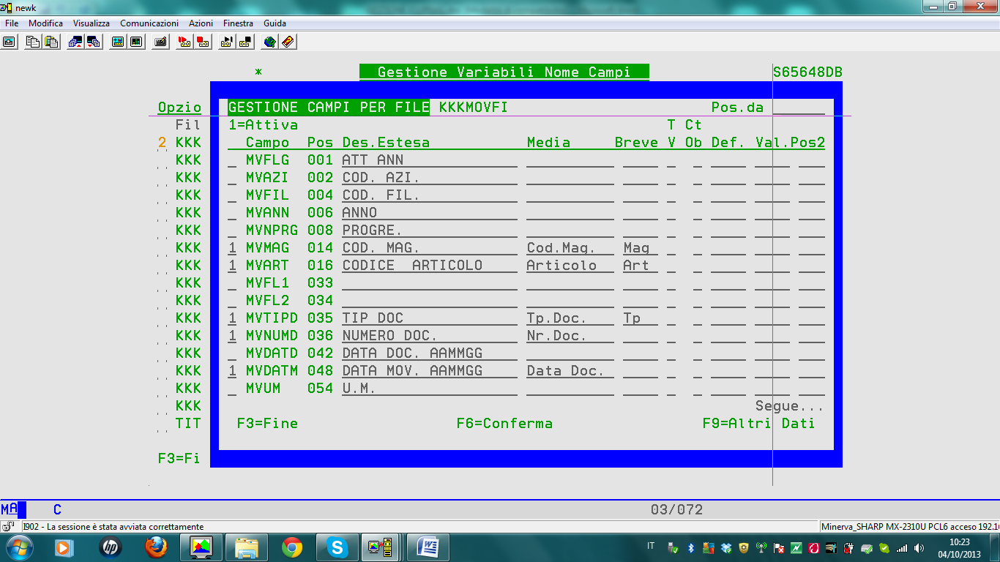 newk
File Modifica Visualizza Comunicazioni Azioni Finestra Guida
* Gestione Variabili Nome Campi S65648DB
Opzio GESTIONE CAMPI PER FILE KKKMOVFI Pos.da
Fil 1=Attiva T Ct
2 KKK Campo Pos Des.Estesa Media Breve V Ob Def. Val.Pos2
KKK MVFLG 001 ATT ANN
KKK MVAZI 002 COD. AZI.
KKK MVFIL 004 COD. FIL.
KKK MVANN 006 ANNO
KKK MVNPRG 008 PROGRE.
KKK 1 MVMAG 014 COD. MAG. Cod.Mag. Mag
KKK 1 MVART 016 CODICE ARTICOLO Articolo Art
KKK MVFL1 033
KKK MVFL2 034
KKK 1 MVTIPD 035 TIP DOC Tp.Doc. Tp
KKK 1 MVNUMD 036 NUMERO DOC. Nr.Doc.
KKK MVDATD 042 DATA DOC. AAMMGG
KKK 1 MVDATM 048 DATA MOV. AAMMGG Data Doc.
KKK MVUM 054 U.M.
KKK Segue...
TIT F3=Fine F6=Conferma F9=Altri Dati
F3=Fi
MA C 03/072
I902 - La sessione è stata avviata correttamente Minerva_SHARP MX-2310U PCL6 acceso 192.16
IT 10:23
04/10/2013